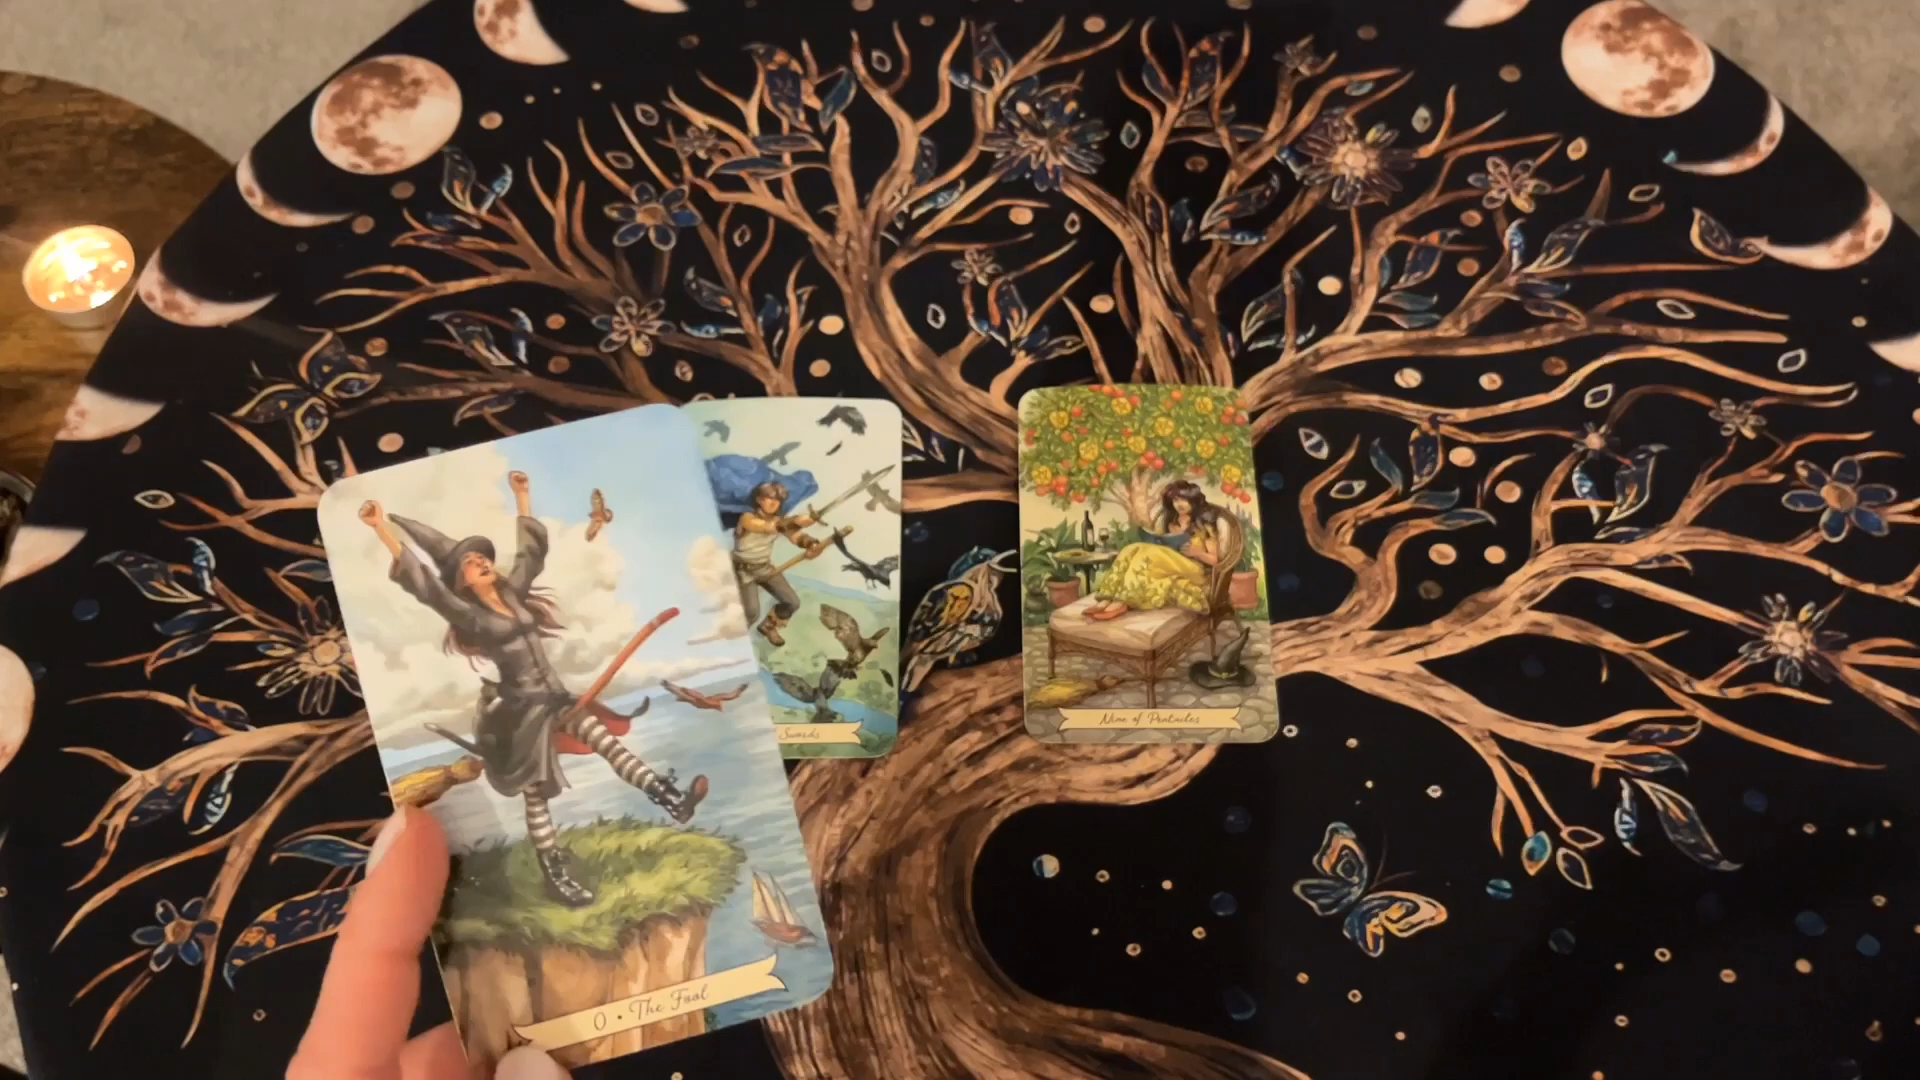 0 • The Fool
Swords
Nine of Pentacles